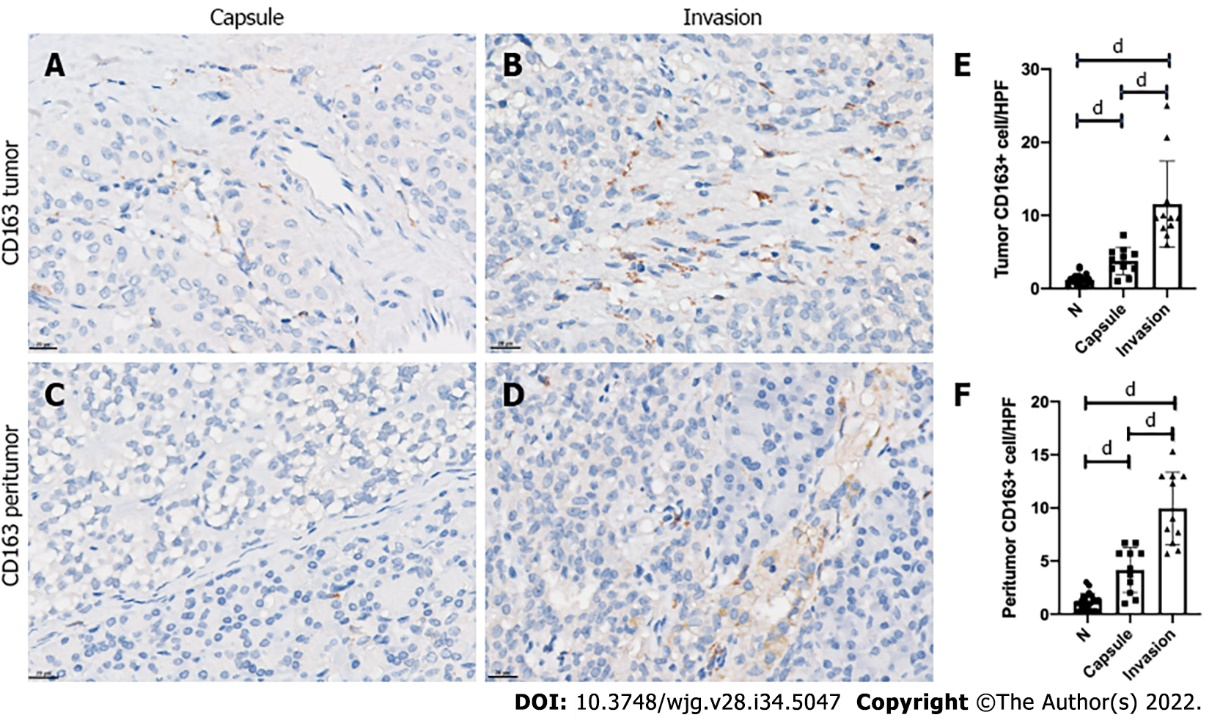 Capsule
Invasion
CD163 tumor
A
B
CD163 peritumor
C
D
E
d
d
d
Tumor CD163+ cell/HPF
30
20
10
0
N
Capsule
Invasion
F
d
d
d
Peritumor CD163+ cell/HPF
20
15
10
5
0
N
Capsule
Invasion
DOI: 10.3748/wjg.v28.i34.5047 Copyright ©The Author(s) 2022.